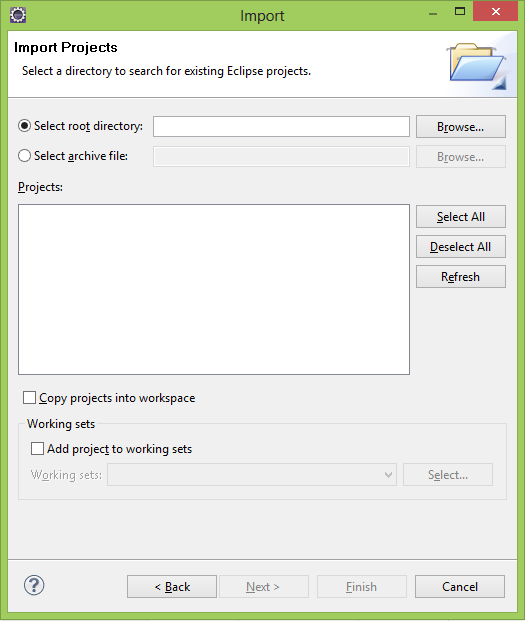 Import
Import Projects
Select a directory to search for existing Eclipse projects.
Select root directory:
Browse...
Select archive file:
Browse...
Projects:
Select All
Deselect All
Refresh
Copy projects into workspace
Working sets
Add project to working sets
Working sets:
Select...
?
< Back
Next >
Finish
Cancel